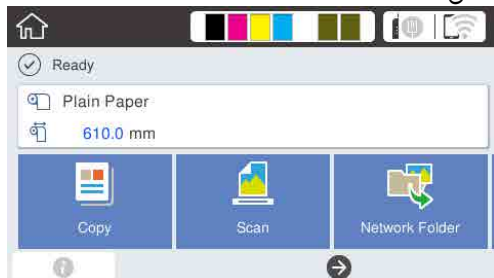 Ready
Plain Paper
610.0 mm
Copy
Scan
Network Folder